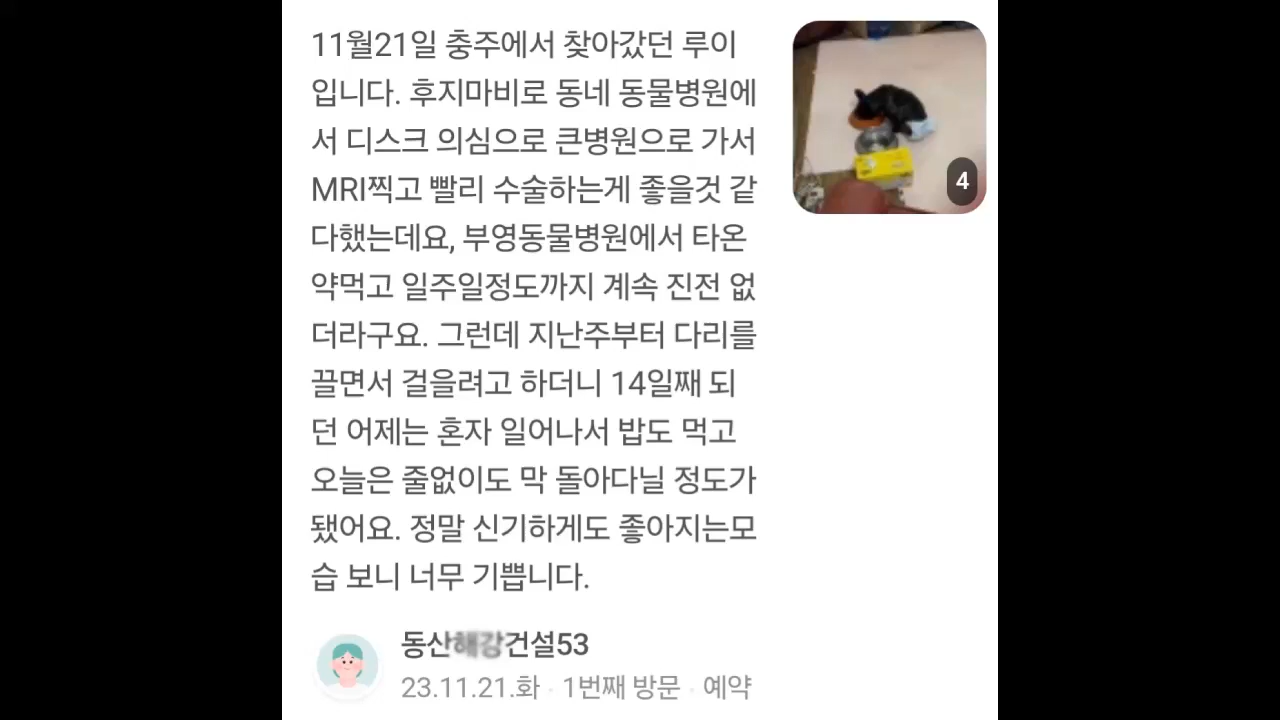 11월21일 충주에서 찾아갔던 루이
입니다. 후지마비로 동네 동물병원에
서 디스크 의심으로 큰병원으로 가서
MRI찍고 빨리 수술하는게 좋을것 같
다했는데요, 부영동물병원에서 타온
약먹고 일주일정도까지 계속 진전 없
더라구요. 그런데 지난주부터 다리를
끌면서 걸을려고 하더니 14일째 되
던 어제는 혼자 일어나서 밥도 먹고
오늘은 줄없이도 막 돌아다닐 정도가
됐어요. 정말 신기하게도 좋아지는모
습 보니 너무 기쁩니다.
4
동산 건설53
23.11.21.화 · 1번째 방문 · 예약